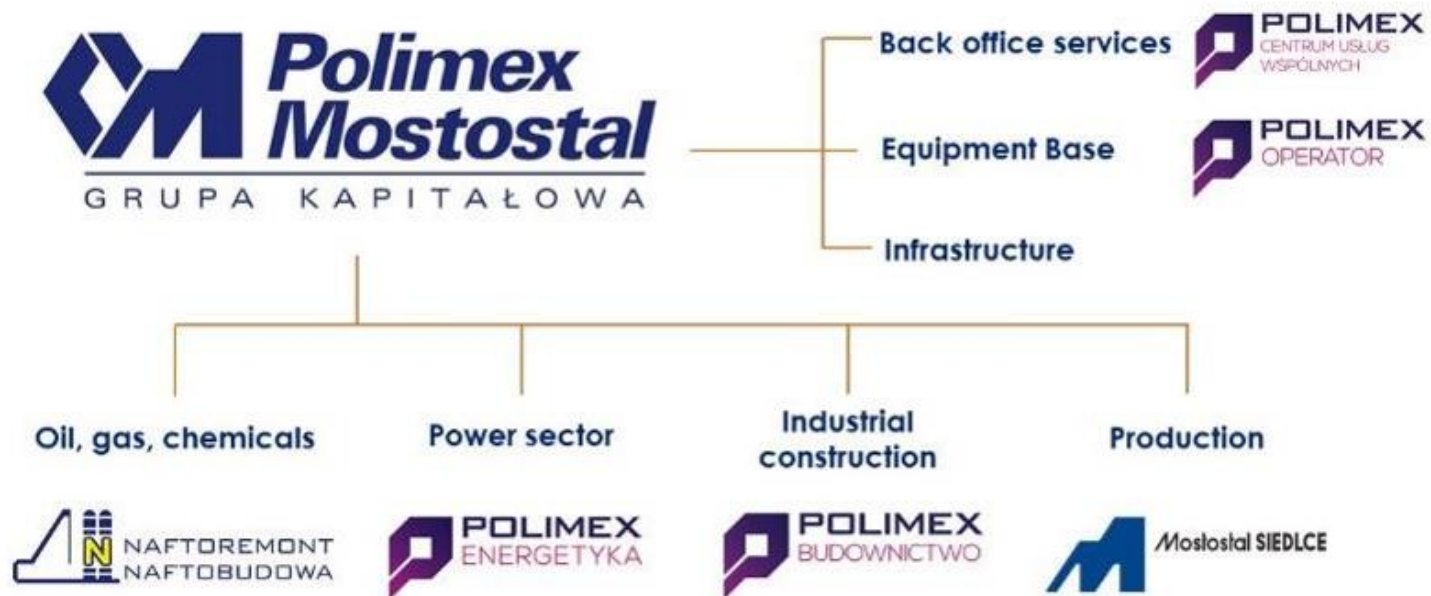 Polimex
Mostostal
GRUPA KAPITAŁOWA
Back office services
POLIMEX
CENTRUM USŁUG
WSPÓLNYCH
Equipment Base
POLIMEX
OPERATOR
Infrastructure
Oil, gas, chemicals
Power sector
Industrial
construction
Production
N NAFTOREMONT
NAFTOBUDOWA
POLIMEX
ENERGETYKA
POLIMEX
BUDOWNICTWO
Mostostal SIEDLCE